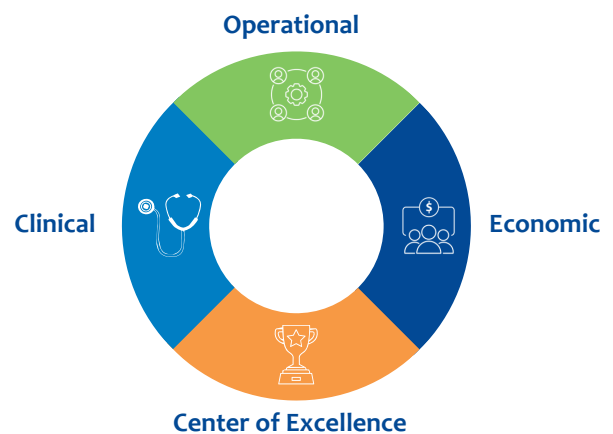 Operational
Clinical
$
Economic
Center of Excellence